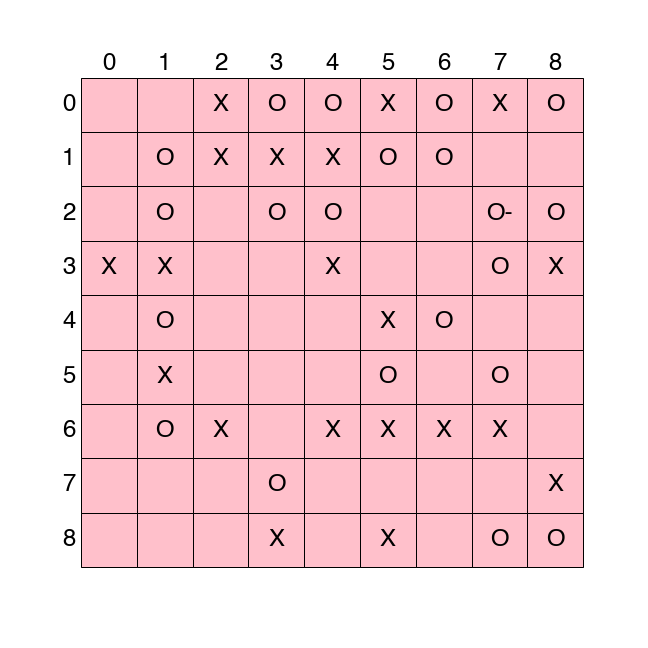 0 1 2 3 4 5 6 7 8
0 X O O X O X O
1 O X X X O O
2 O O O O- O
3 X X X O X
4 O X O
5 X O O
6 O X X X X X
7 O X
8 X X O O